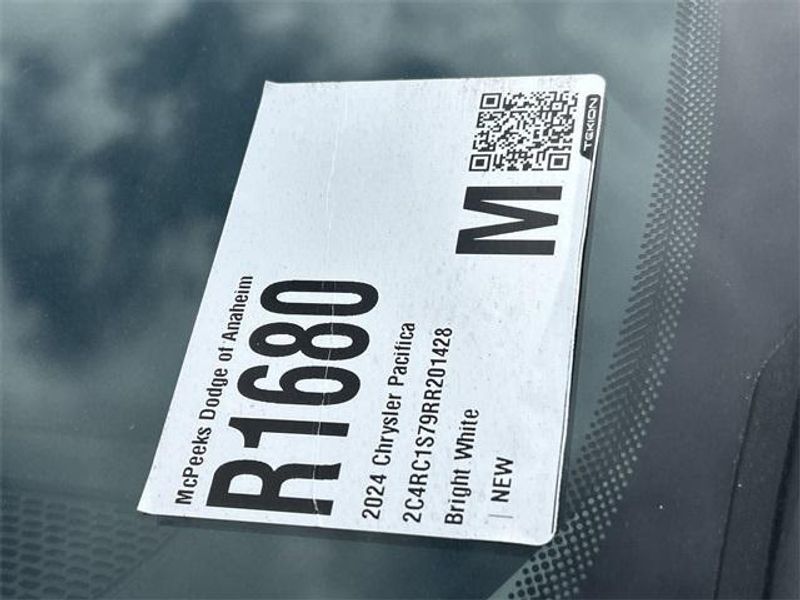 McPeeks Dodge of Anaheim
R1680
2024 Chrysler Pacifica
2C4RC1S79RR201428
Bright White
NEW
M
TEKION